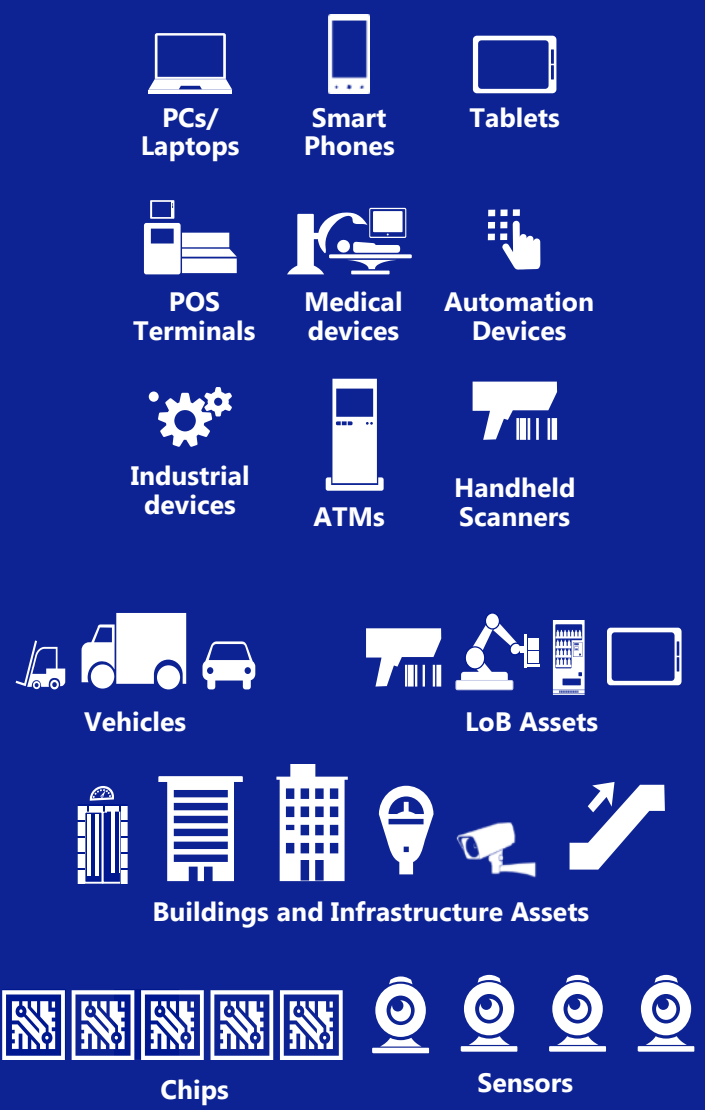 PCs/
Laptops
Smart
Phones
Tablets
POS
Terminals
Medical
devices
Automation
Devices
Industrial
devices
ATMs
Handheld
Scanners
Vehicles
LoB Assets
Buildings and Infrastructure Assets
Chips
Sensors